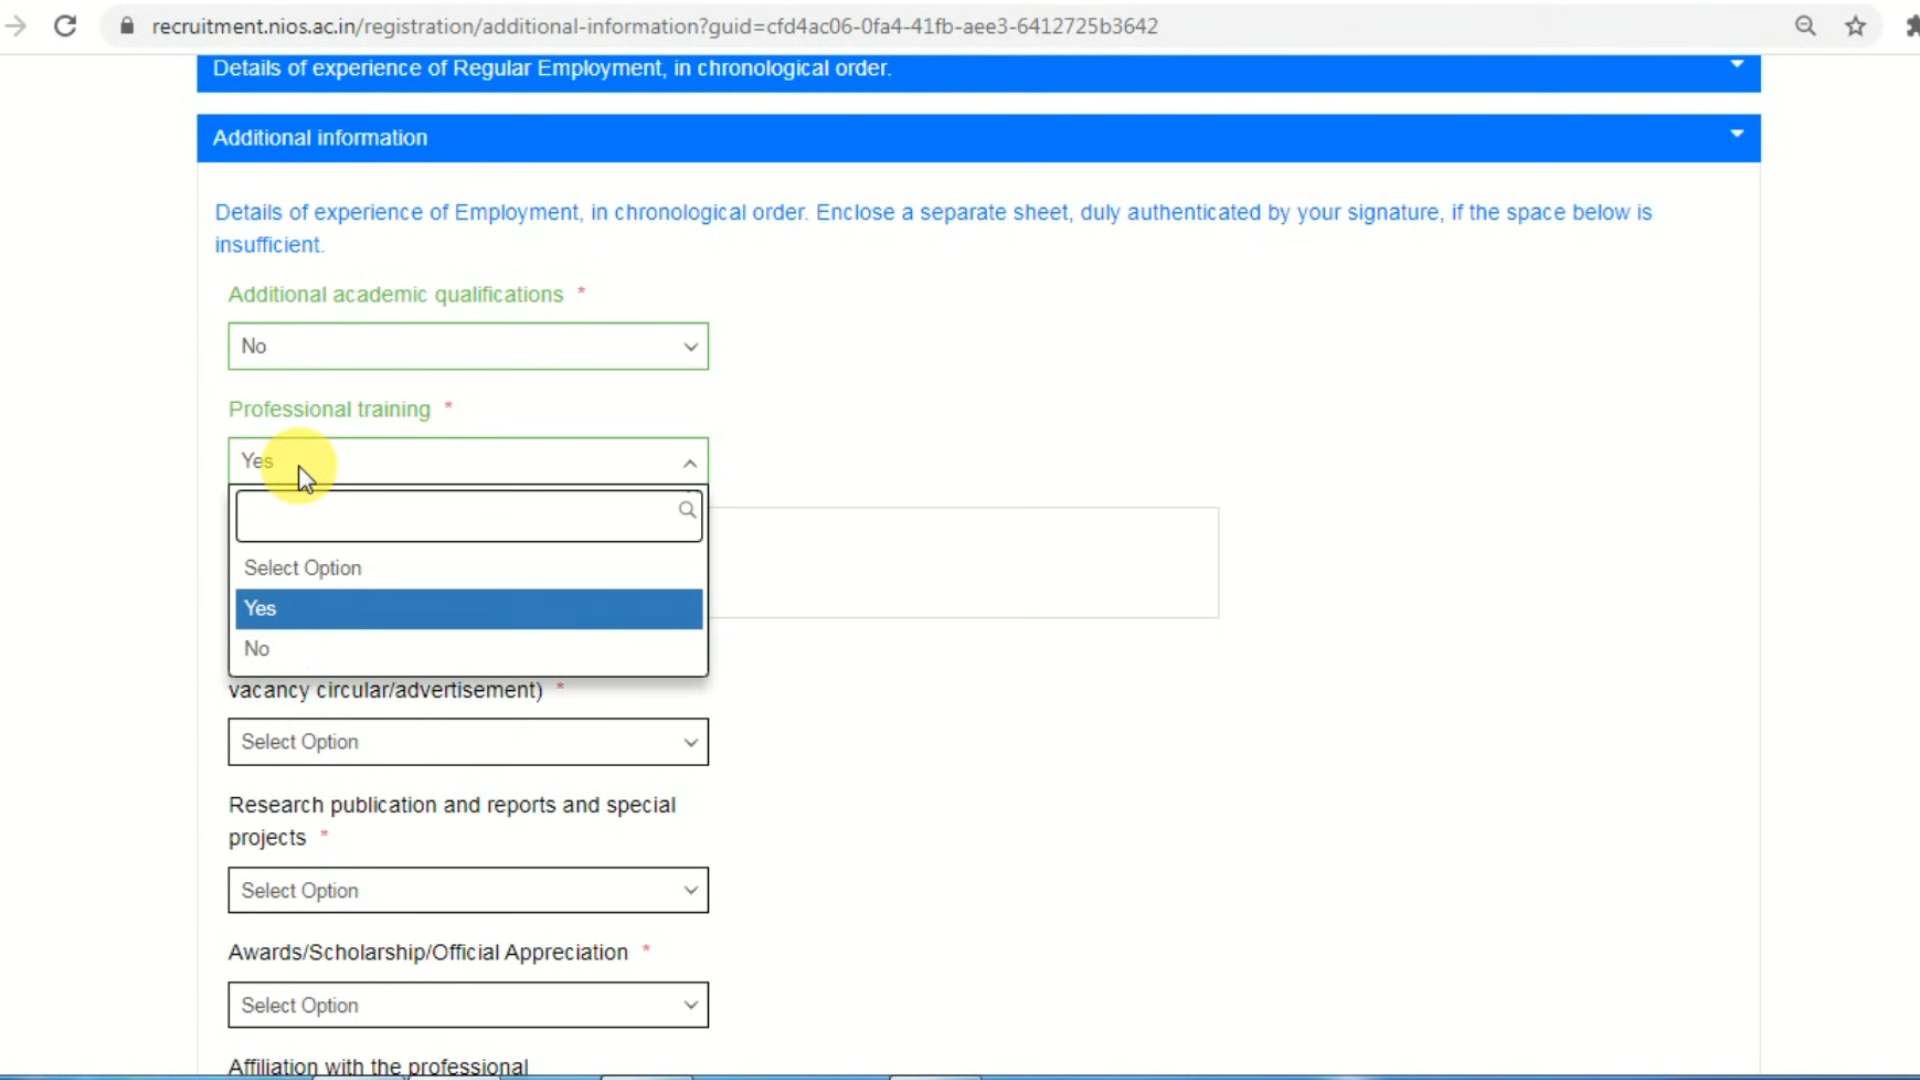 recruitment.nios.ac.in/registration/additional-information?guid=cfd4ac06-0fa4-41fb-aee3-6412725b3642
Details of experience of Regular Employment, in chronological order.
Additional information
Details of experience of Employment, in chronological order. Enclose a separate sheet, duly authenticated by your signature, if the space below is
insufficient.
Additional academic qualifications *
No
Professional training *
Yes
Select Option
Yes
No
vacancy circular/advertisement) *
Select Option
Research publication and reports and special
projects *
Select Option
Awards/Scholarship/Official Appreciation *
Select Option
Affiliation with the professional